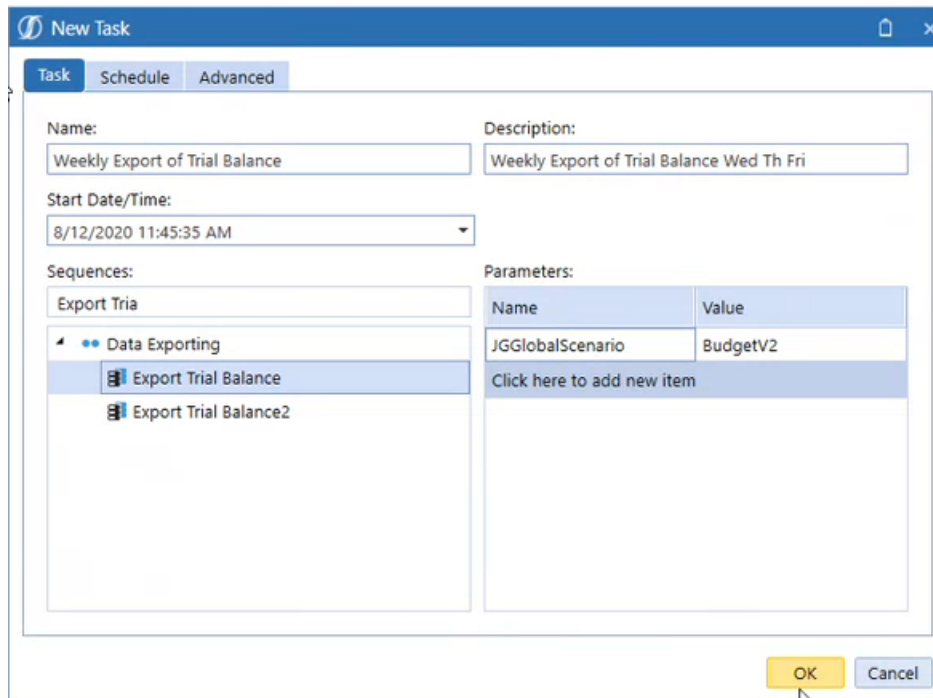 New Task
Task Schedule Advanced
Name: Description:
Weekly Export of Trial Balance Weekly Export of Trial Balance Wed Th Fri
Start Date/Time:
8/12/2020 11:45:35 AM
Sequences: Parameters:
Export Tria Name Value
Data Exporting JGGlobalScenario BudgetV2
Export Trial Balance Click here to add new item
Export Trial Balance2
OK Cancel